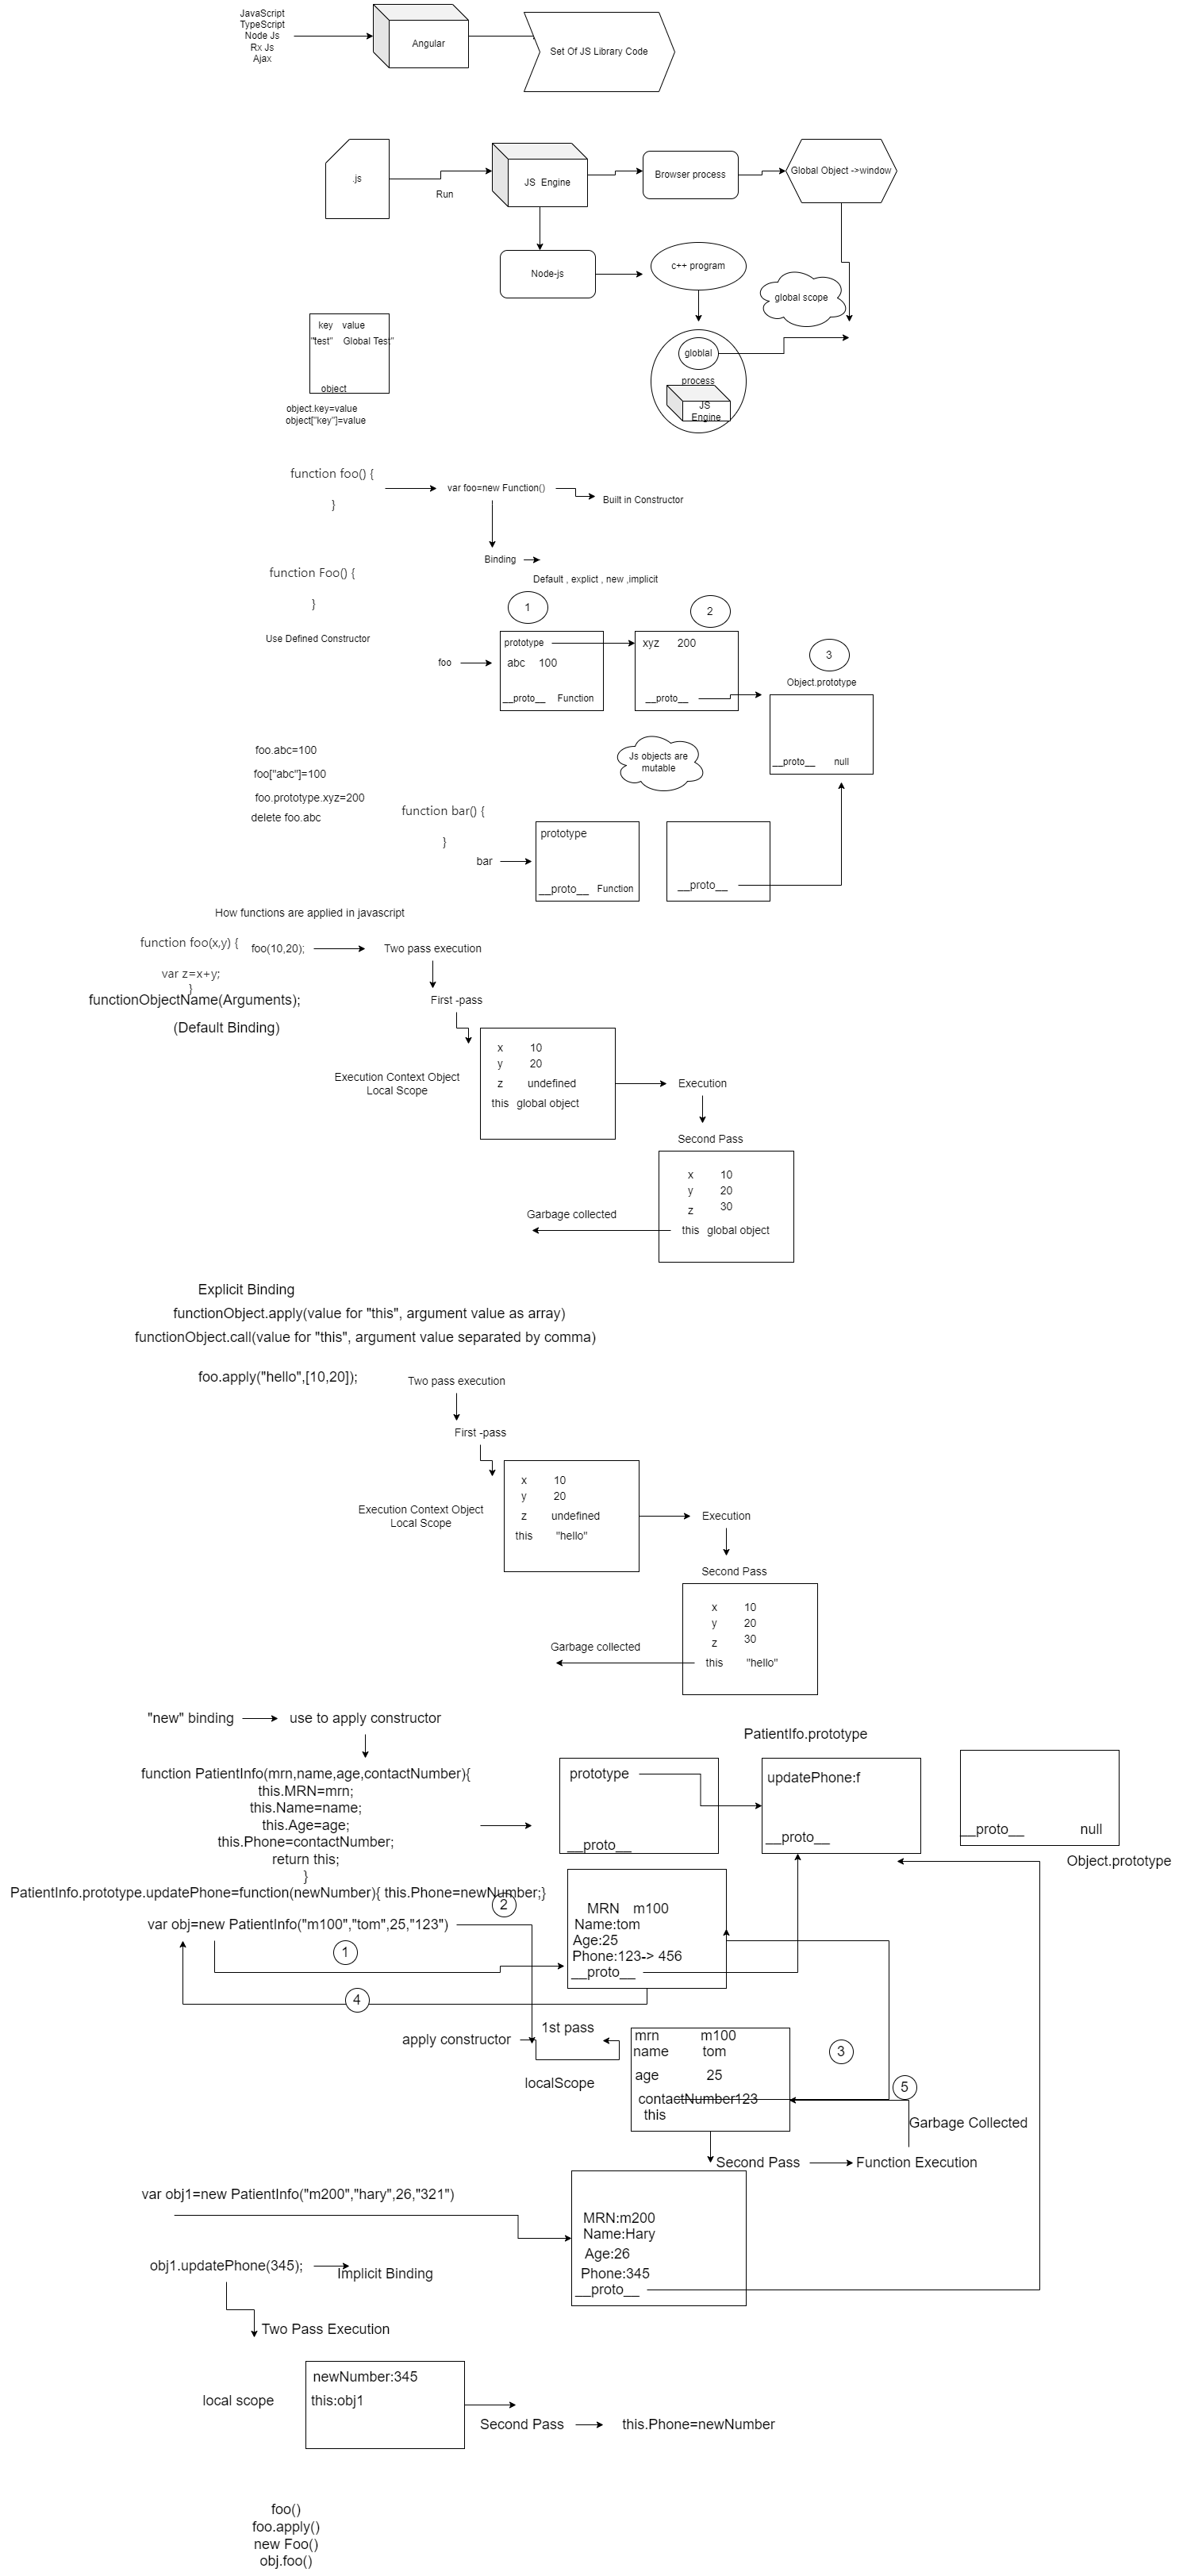 JavaScript
TypeScript
Node Js
Rx Js
Ajax
Angular
Set Of JS Library Code
.js
Run
JS Engine
Browser process
Global Object ->window
Node-js
c++ program
global scope
globlal
process
JS
Engine
key value
"test" Global Test"
object
object.key=value
object["key"]=value
function foo() {
}
var foo=new Function()
Built in Constructor
Binding
Default , explict , new ,implicit
function Foo() {
}
Use Defined Constructor
1
2
3
foo
prototype
abc 100
__proto__ Function
xyz 200
__proto__
Object.prototype
__proto__ null
foo.abc=100
foo["abc"]=100
foo.prototype.xyz=200
delete foo.abc
Js objects are
mutable
function bar() {
}
bar
prototype
__proto__ Function
__proto__
How functions are applied in javascript
function foo(x,y) {
var z=x+y;
}
foo(10,20);
Two pass execution
functionObjectName(Arguments);
(Default Binding)
First -pass
Execution Context Object
Local Scope
x 10
y 20
z undefined
this global object
Execution
Second Pass
x 10
y 20
z 30
this global object
Garbage collected
Explicit Binding
functionObject.apply(value for "this", argument value as array)
functionObject.call(value for "this", argument value separated by comma)
foo.apply("hello",[10,20]);
Two pass execution
First -pass
Execution Context Object
Local Scope
x 10
y 20
z undefined
this "hello"
Execution
Second Pass
x 10
y 20
z 30
this "hello"
Garbage collected
"new" binding
use to apply constructor
function PatientInfo(mrn,name,age,contactNumber){
this.MRN=mrn;
this.Name=name;
this.Age=age;
this.Phone=contactNumber;
return this;
}
PatientInfo.prototype.updatePhone=function(newNumber){ this.Phone=newNumber;}
prototype
__proto__
PatientIfo.prototype
updatePhone:f
__proto__
__proto__ null
Object.prototype
var obj=new PatientInfo("m100","tom",25,"123")
2
1
4
MRN m100
Name:tom
Age:25
Phone:123-> 456
__proto__
apply constructor
1st pass
localScope
mrn m100
name tom
age 25
contactNumber123
this
3
5
Garbage Collected
Second Pass
Function Execution
var obj1=new PatientInfo("m200","hary",26,"321")
MRN:m200
Name:Hary
Age:26
Phone:345
__proto__
obj1.updatePhone(345);
Implicit Binding
Two Pass Execution
local scope
newNumber:345
this:obj1
Second Pass
this.Phone=newNumber
foo()
foo.apply()
new Foo()
obj.foo()